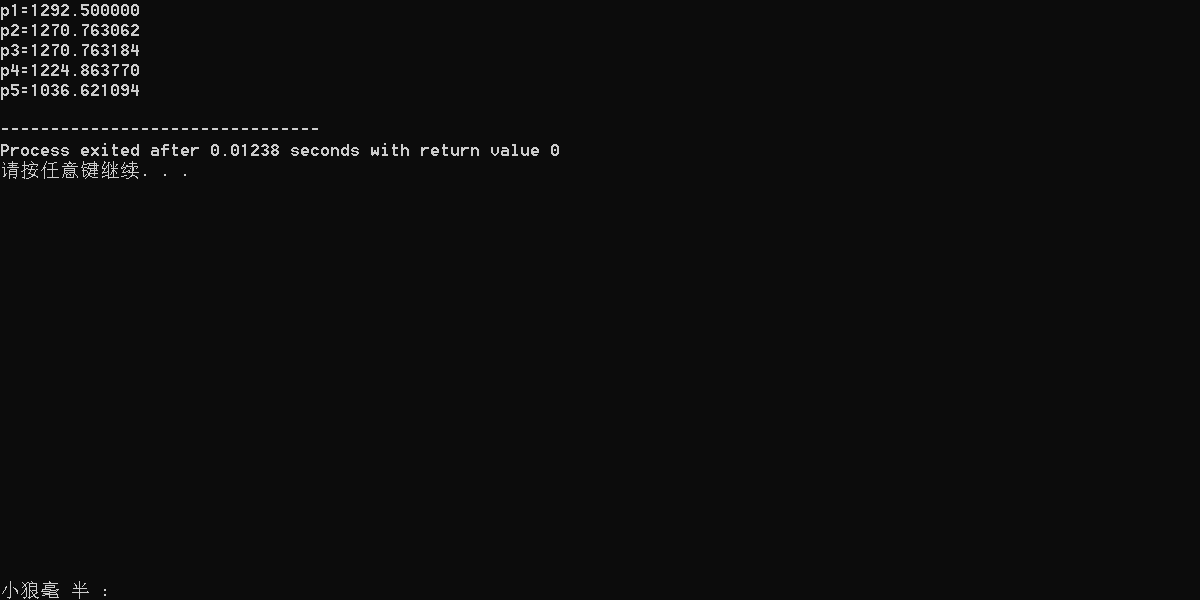 p1=1292.500000
p2=1270.763062
p3=1270.763184
p4=1224.863770
p5=1036.621094
--------------------------------
Process exited after 0.01238 seconds with return value 0
请按任意键继续. . .
小狼毫 半 :